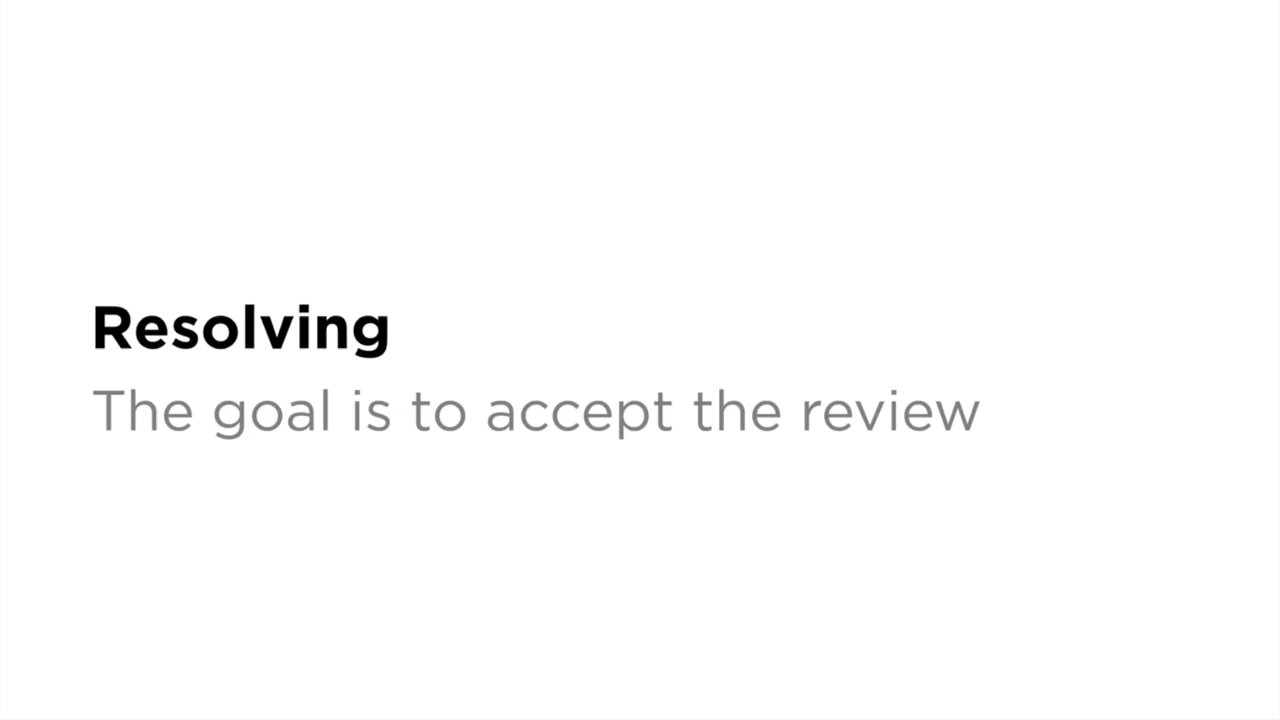 Resolving
The goal is to accept the review